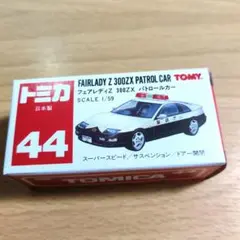 トミカ
日本製
44
FAIRLADY Z 300ZX PATROL CAR
TOMY
フェアレディZ 300ZX パトロールカー
SCALE 1/59
スーパースピード/サスペンション/ドアー開閉
TOMICA